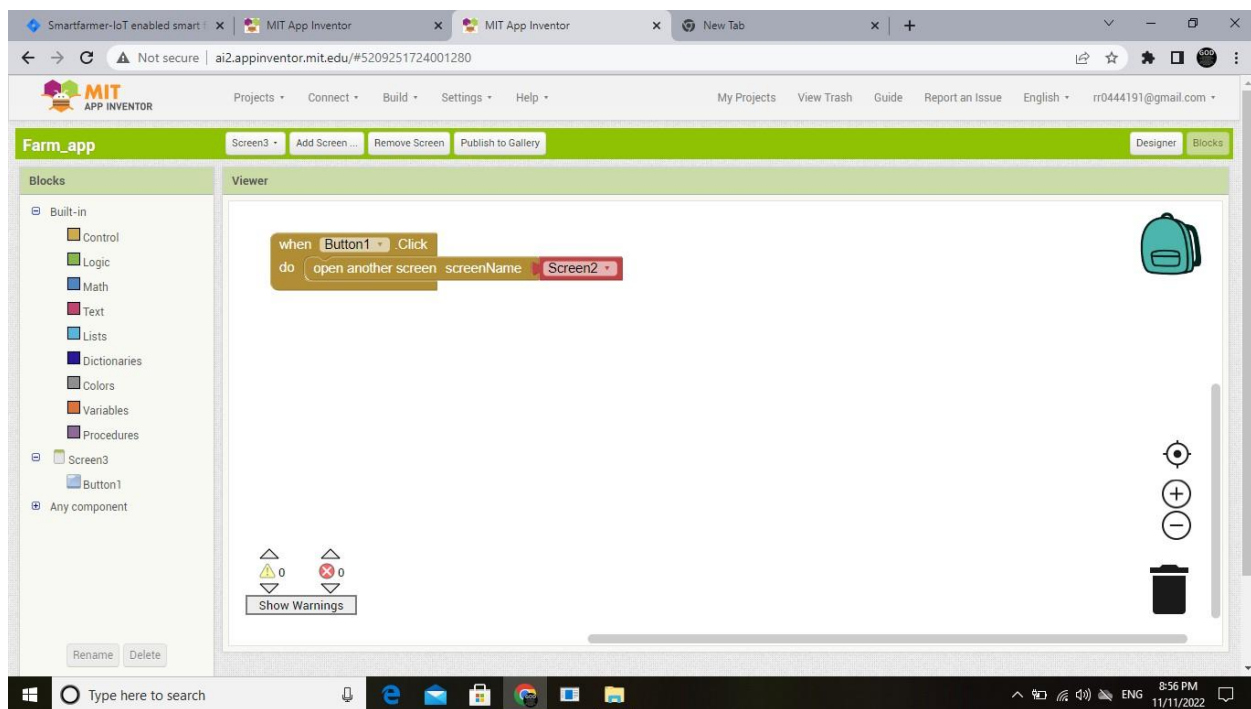 Smartfarmer-IoT enabled smart
MIT App Inventor
MIT App Inventor
New Tab
Not secure | ai2.appinventor.mit.edu/#5209251724001280
GOO
MIT
APP INVENTOR
Projects Connect Build Settings Help My Projects View Trash Guide Report an Issue English rr0444191@gmail.com
Farm_app Screen3 Add Screen ... Remove Screen Publish to Gallery Designer Blocks
Blocks Viewer
Built-in
Control
Logic
Math
Text
Lists
Dictionaries
Colors
Variables
Procedures
Screen3
Button1
Any component
Rename Delete
when Button1 .Click
do open another screen screenName Screen2
0 0
Show Warnings
Type here to search
ENG
8:56 PM
11/11/2022